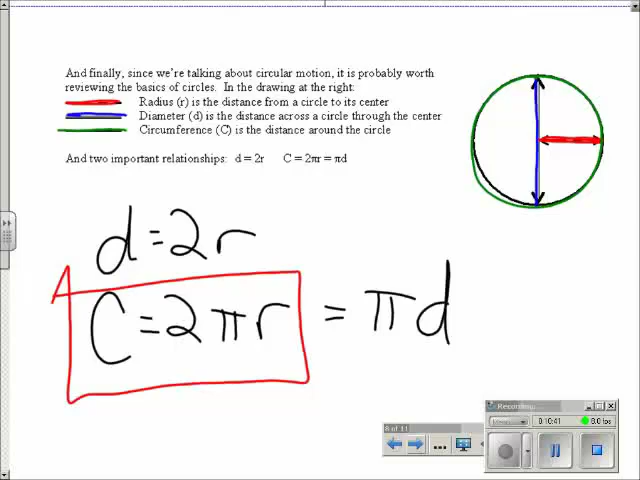 And finally, since we're talking about circular motion, it is probably worth
reviewing the basics of circles. In the drawing at the right:
Radius (r) is the distance from a circle to its center
Diameter (d) is the distance across a circle through the center
Circumference (C) is the distance around the circle
And two important relationships: d = 2r C = 2πr = πd
d = 2r
C = 2πr = πd
Recording...
Menu
0:10:41
8.0 fps
8 of 11
...